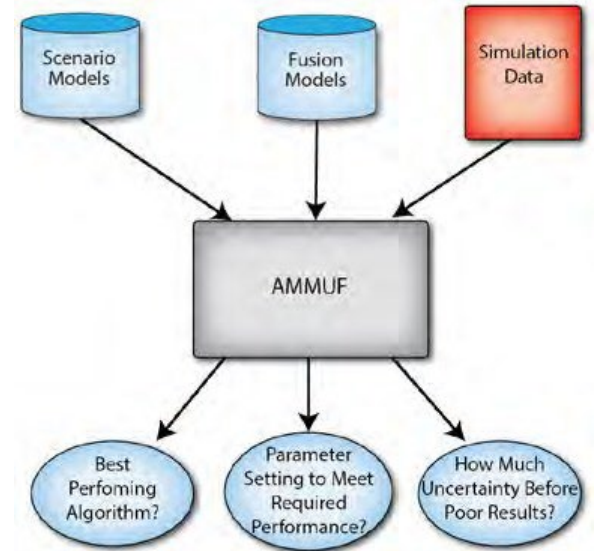 Scenario
Models
Fusion
Models
Simulation
Data
AMMUF
Best
Perfoming
Algorithm?
Parameter
Setting to Meet
Required
Performance?
How Much
Uncertainty Before
Poor Results?